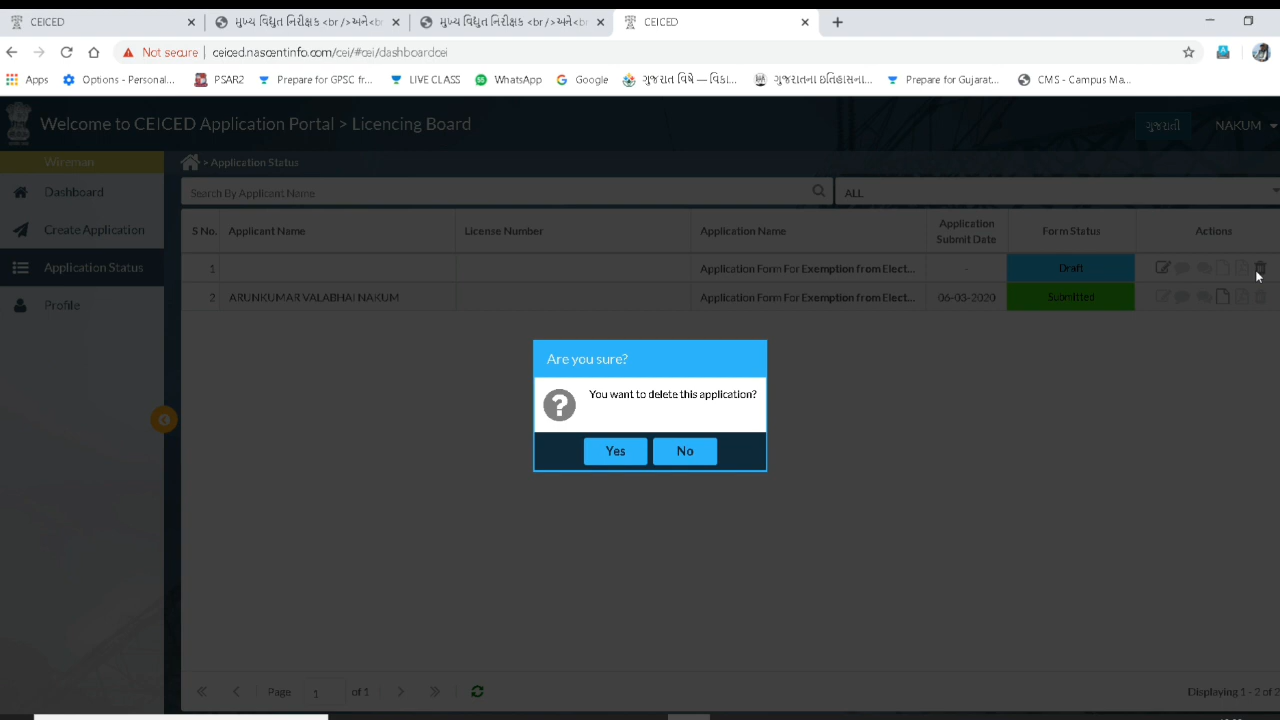 CEICED
મુખ્ય વિદ્યુત નિરીક્ષક <br />અને<br
મુખ્ય વિદ્યુત નિરીક્ષક <br />અને<br
CEICED
Not secure | ceiced.nascentinfo.com/cei/#cei/dashboardcei
Apps
Options - Personal...
PSAR2
Prepare for GPSC fr...
LIVE CLASS
WhatsApp
Google
ગુજરાત વિષે — વિકિ...
ગુજરાતના ઇતિહાસના...
Prepare for Gujarat...
CMS - Campus Ma...
Welcome to CEICED Application Portal > Licencing Board
ગુજરાતી
NAKUM
Wireman
> Application Status
Dashboard
Create Application
Application Status
Profile
Search By Applicant Name
ALL
S No. Applicant Name License Number Application Name Application Submit Date Form Status Actions
1 Application Form For Exemption from Elect... - Draft
2 ARUNKUMAR VALABHAI NAKUM Application Form For Exemption from Elect... 06-03-2020 Submitted
Are you sure?
You want to delete this application?
Yes No
Page 1 of 1
Displaying 1 - 2 of 2